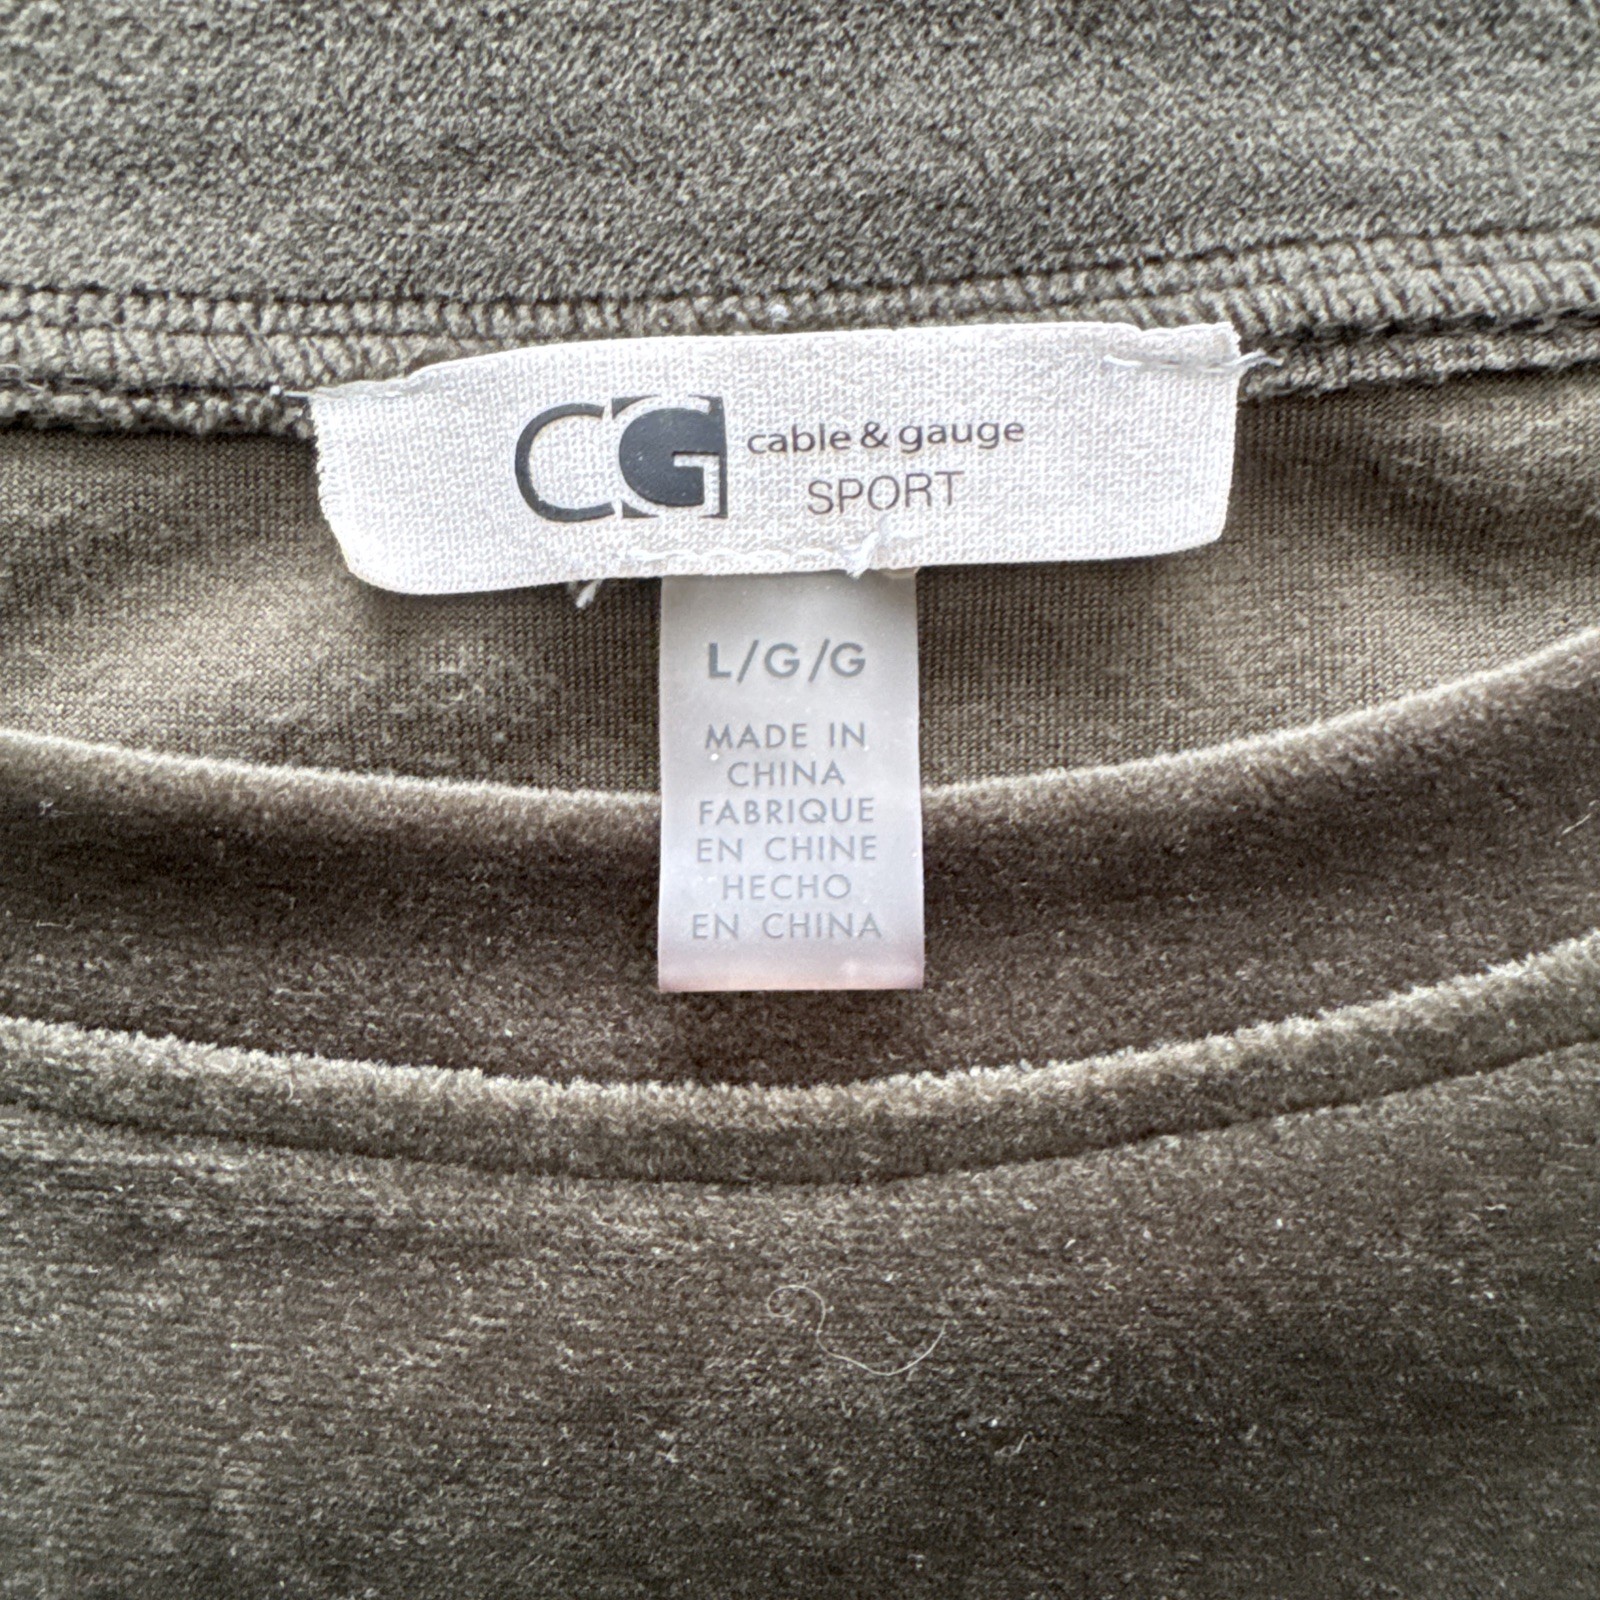 CG cable & gauge
SPORT
L/G/G
MADE IN
CHINA
FABRIQUE
EN CHINE
HECHO
EN CHINA